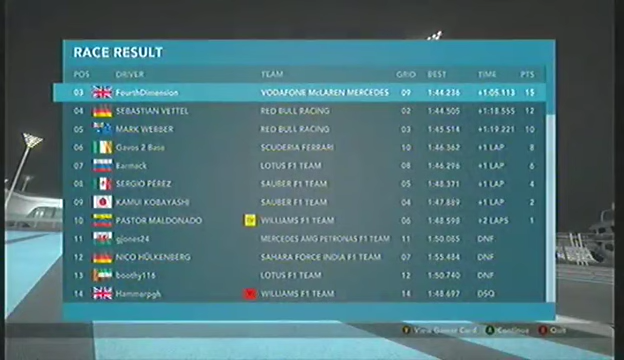 RACE RESULT
POS DRIVER TEAM GRID BEST TIME PTS
03 FourthDimension VODAFONE McLAREN MERCEDES 09 1:44.236 +1:05.113 15
04 SEBASTIAN VETTEL RED BULL RACING 02 1:44.505 +1:18.555 12
05 MARK WEBBER RED BULL RACING 03 1:45.514 +1:19.221 10
06 Gavos 2 Base SCUDERIA FERRARI 10 1:46.362 +1 LAP 8
07 Karmack LOTUS F1 TEAM 08 1:46.296 +1 LAP 6
08 SERGIO PÉREZ SAUBER F1 TEAM 05 1:48.371 +1 LAP 4
09 KAMUI KOBAYASHI SAUBER F1 TEAM 04 1:47.869 +1 LAP 2
10 PASTOR MALDONADO WILLIAMS F1 TEAM 06 1:48.598 +2 LAPS 1
11 gjones24 MERCEDES AMG PETRONAS F1 TEAM 11 1:50.065 DNF
12 NICO HÜLKENBERG SAHARA FORCE INDIA F1 TEAM 07 1:55.484 DNF
13 boothy116 LOTUS F1 TEAM 12 1:50.740 DNF
14 Hammerpgh WILLIAMS F1 TEAM 14 1:48.697 DSQ
Y View Gamer Card A Continue B Quit